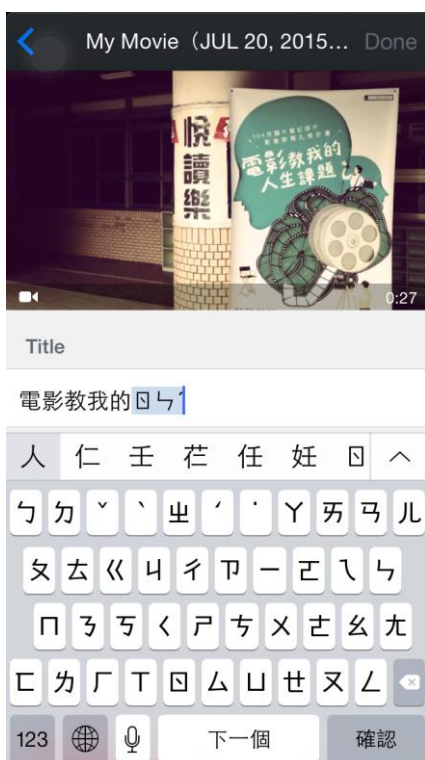 My Movie (JUL 20, 2015... Done
悅讀樂
電影教我的
人生課題
0:27
Title
電影教我的ㄖㄣˊ
人 仁 壬 芢 任 妊 ㄖ
ㄅ ㄉ ˇ ˋ ㄓ ˊ ˙ ㄚ ㄞ ㄢ ㄦ
ㄆ ㄊ ㄍ ㄐ ㄔ ㄗ ㄧ ㄛ ㄟ ㄣ
ㄇ ㄋ ㄎ ㄑ ㄕ ㄘ ㄨ ㄜ ㄠ ㄤ
ㄈ ㄌ ㄏ ㄒ ㄖ ㄙ ㄩ ㄝ ㄡ ㄥ
123 下一個 確認